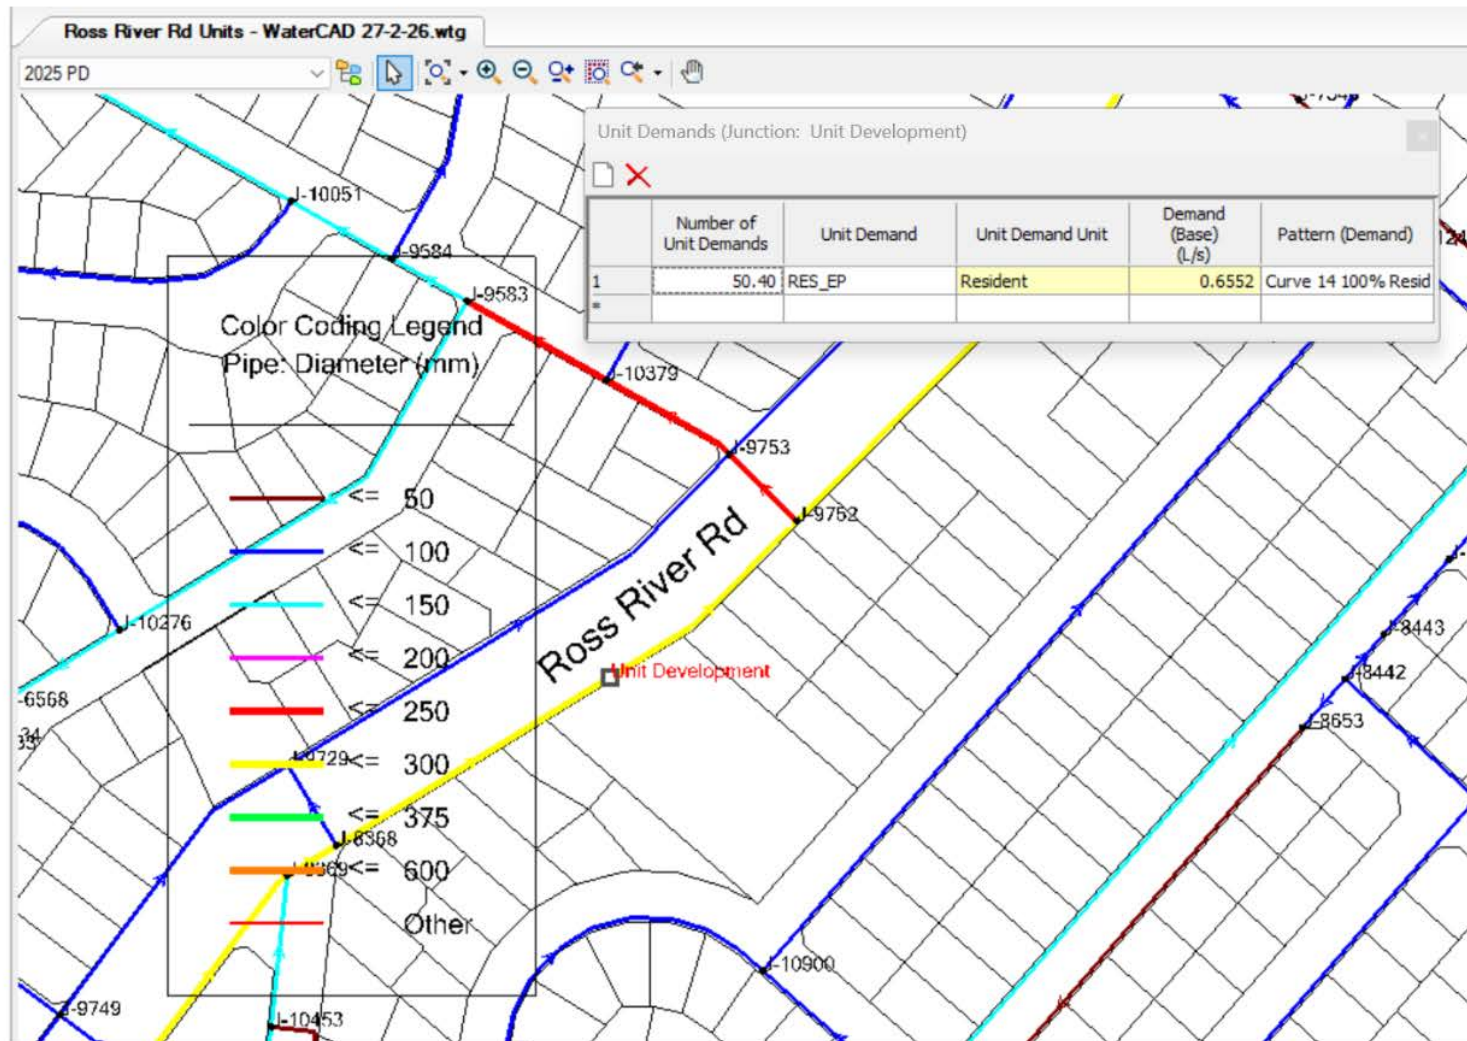 Ross River Rd Units - WaterCAD 27-2-26.wtg
2025 PD
Unit Demands (Junction: Unit Development)
Number of Unit Demands
Unit Demand
Unit Demand Unit
Demand (Base) (L/s)
Pattern (Demand)
1
50.40
RES_EP
Resident
0.6552
Curve 14 100% Resid
J-10051
J-9584
J-9583
Color Coding Legend
Pipe: Diameter (mm)
J-10379
J-9753
J-9752
<= 50
<= 100
<= 150
<= 200
<= 250
<= 300
<= 375
<= 600
Other
Ross River Rd
Unit Development
J-10276
-6568
J-8443
J-8442
J-8653
J-9729
J-8368
J-10900
J-9749
J-10453